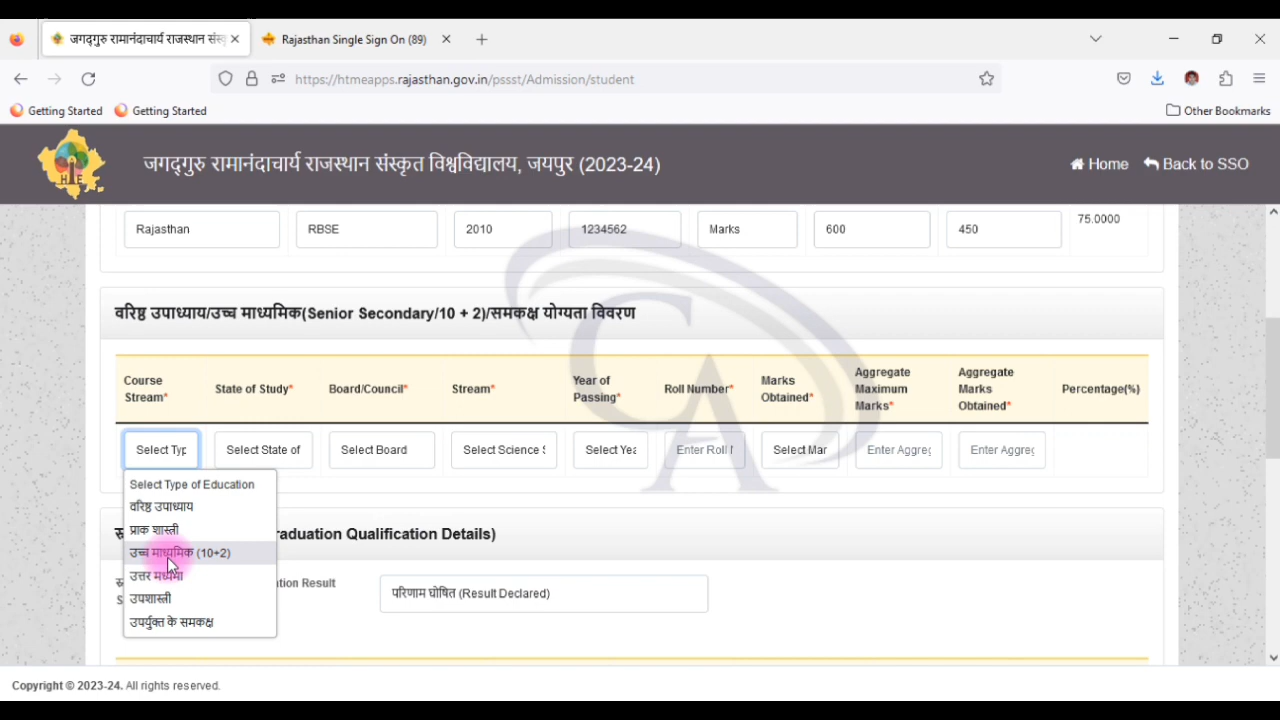 जगद्गुरु रामानंदाचार्य राजस्थान संस्
Rajasthan Single Sign On (89)
https://htmeapps.rajasthan.gov.in/pssst/Admission/student
Getting Started Getting Started Other Bookmarks
HTE
जगद्गुरु रामानंदाचार्य राजस्थान संस्कृत विश्वविद्यालय, जयपुर (2023-24)
Home Back to SSO
Rajasthan RBSE 2010 1234562 Marks 600 450 75.0000
वरिष्ठ उपाध्याय/उच्च माध्यमिक(Senior Secondary/10 + 2)/समकक्ष योग्यता विवरण
Course Stream* State of Study* Board/Council* Stream* Year of Passing* Roll Number* Marks Obtained* Aggregate Maximum Marks* Aggregate Marks Obtained* Percentage(%)
Select Typ Select State of Select Board Select Science S Select Yea Enter Roll Select Mar Enter Aggreg Enter Aggreg
Select Type of Education
वरिष्ठ उपाध्याय
प्राक शास्त्री
उच्च माध्यमिक (10+2)
उत्तर मध्यमा
उपशास्त्री
उपर्युक्त के समकक्ष
raduation Qualification Details)
tion Result
परिणाम घोषित (Result Declared)
CA
Copyright © 2023-24. All rights reserved.